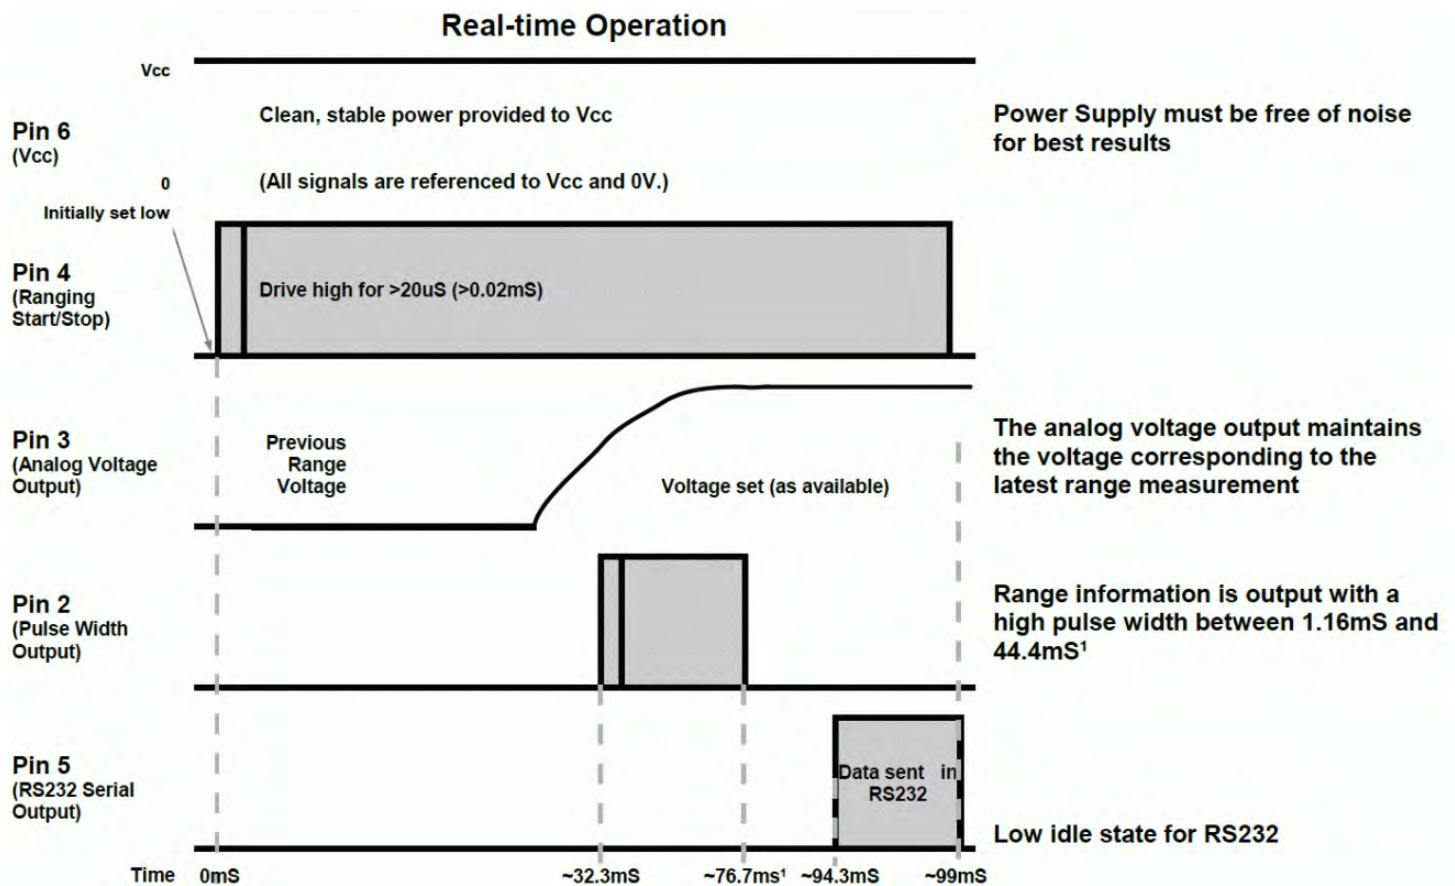 Real-time Operation
Vcc
Pin 6
(Vcc)
0
Clean, stable power provided to Vcc
(All signals are referenced to Vcc and 0V.)
Power Supply must be free of noise
for best results
Initially set low
Pin 4
(Ranging
Start/Stop)
Drive high for >20uS (>0.02mS)
Pin 3
(Analog Voltage
Output)
Previous
Range
Voltage
Voltage set (as available)
The analog voltage output maintains
the voltage corresponding to the
latest range measurement
Pin 2
(Pulse Width
Output)
Range information is output with a
high pulse width between 1.16mS and
44.4mS¹
Pin 5
(RS232 Serial
Output)
Data sent in
RS232
Low idle state for RS232
Time 0mS ~32.3mS ~76.7ms¹ ~94.3mS ~99mS